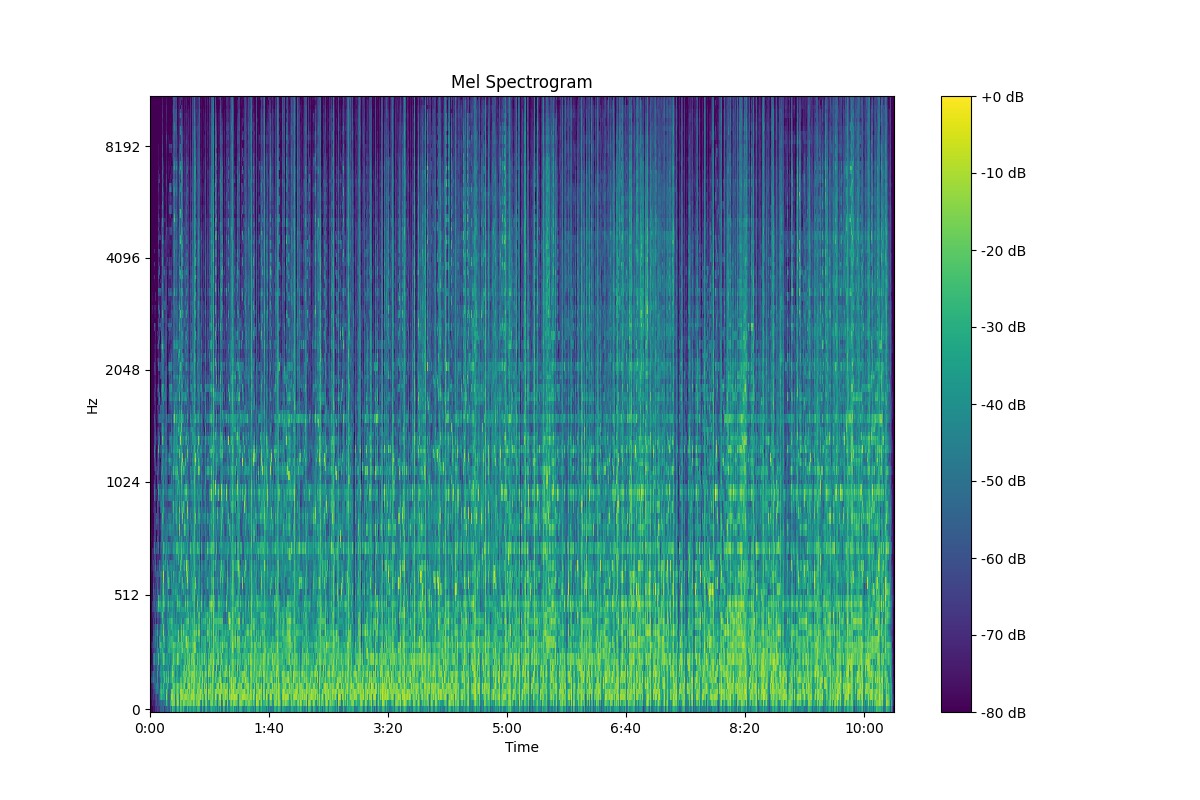 Mel Spectrogram
8192
4096
2048
1024
512
0
Hz
0:00 1:40 3:20 5:00 6:40 8:20 10:00
Time
+0 dB
-10 dB
-20 dB
-30 dB
-40 dB
-50 dB
-60 dB
-70 dB
-80 dB